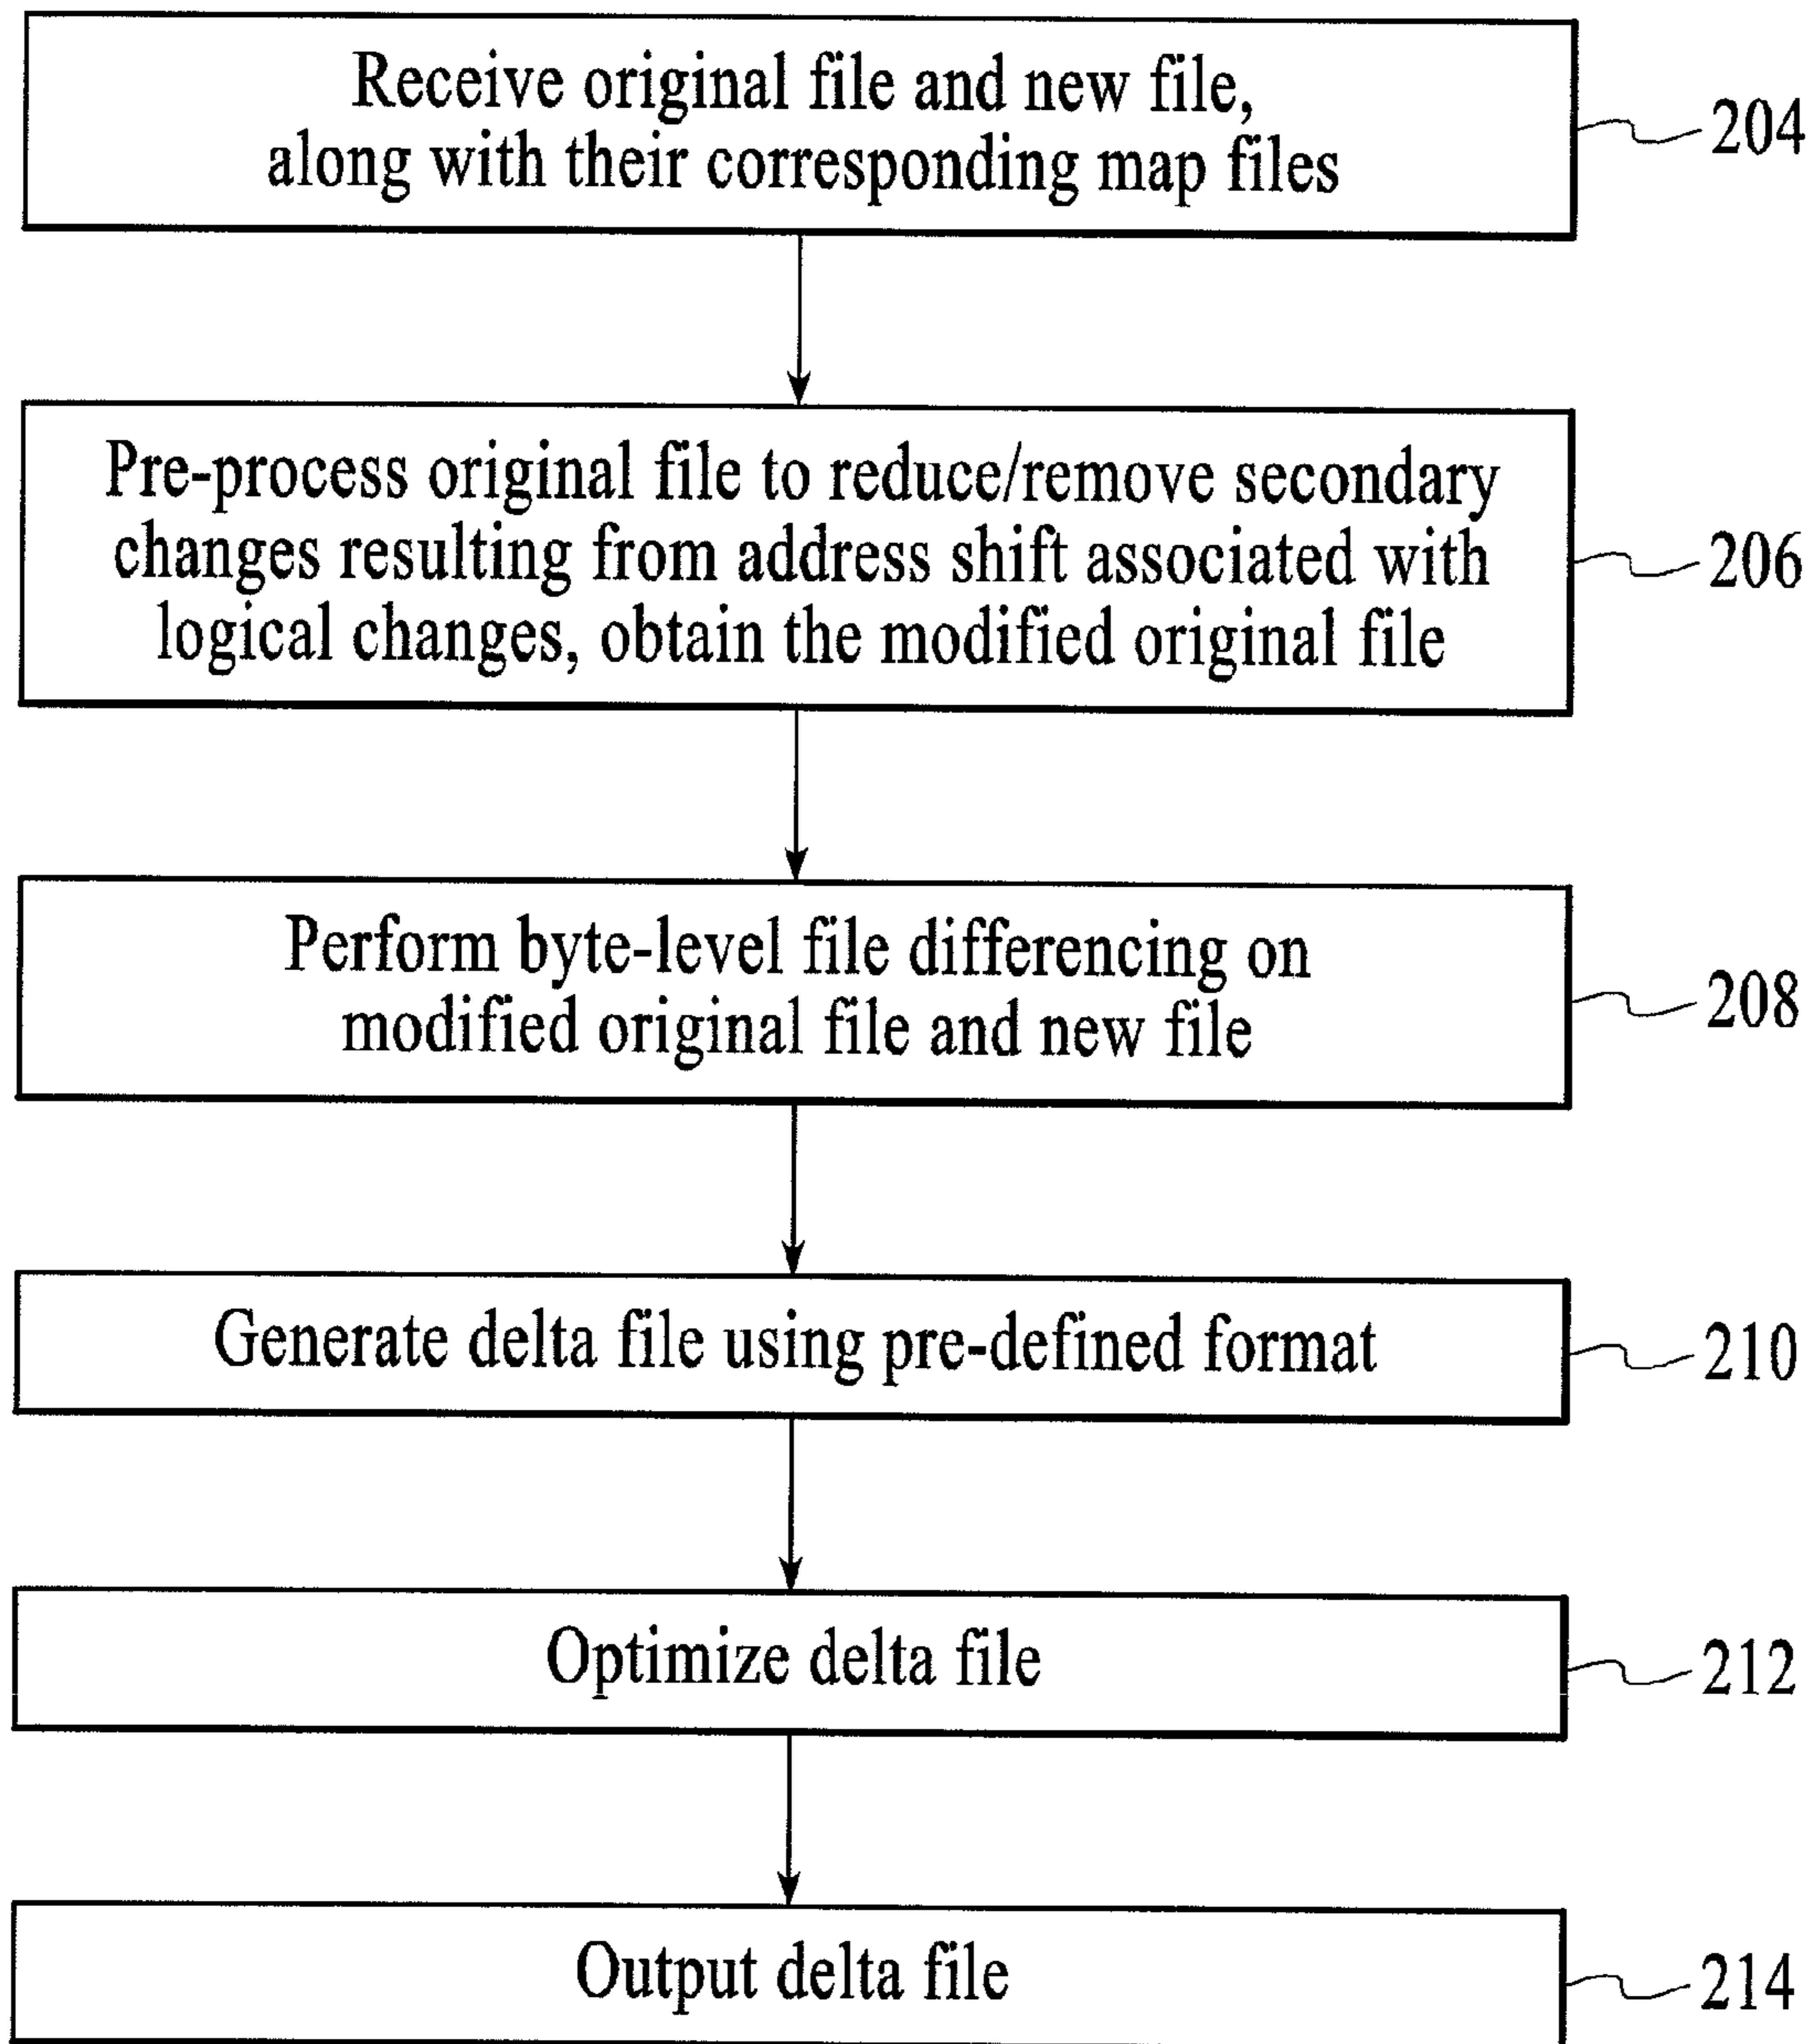 Receive original file and new file,
along with their corresponding map files
204
Pre-process original file to reduce/remove secondary
changes resulting from address shift associated with
logical changes, obtain the modified original file
206
Perform byte-level file differencing on
modified original file and new file
208
Generate delta file using pre-defined format
210
Optimize delta file
212
Output delta file
214